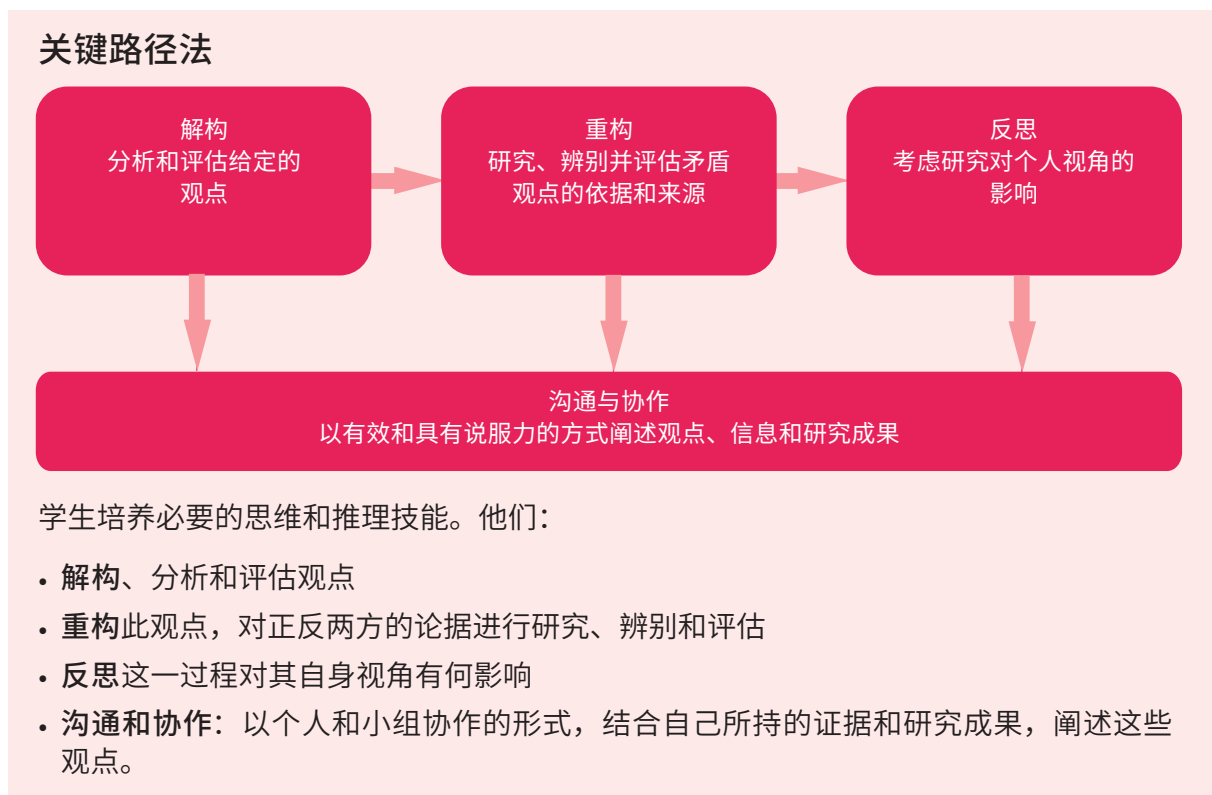 关键路径法
解构
分析和评估给定的
观点
重构
研究、辨别并评估矛盾
观点的依据和来源
反思
考虑研究对个人视角的
影响
沟通与协作
以有效和具有说服力的方式阐述观点、信息和研究成果
学生培养必要的思维和推理技能。他们：
• 解构、分析和评估观点
• 重构此观点，对正反两方的论据进行研究、辨别和评估
• 反思这一过程对其自身视角有何影响
• 沟通和协作：以个人和小组协作的形式，结合自己所持的证据和研究成果，阐述这些
观点。